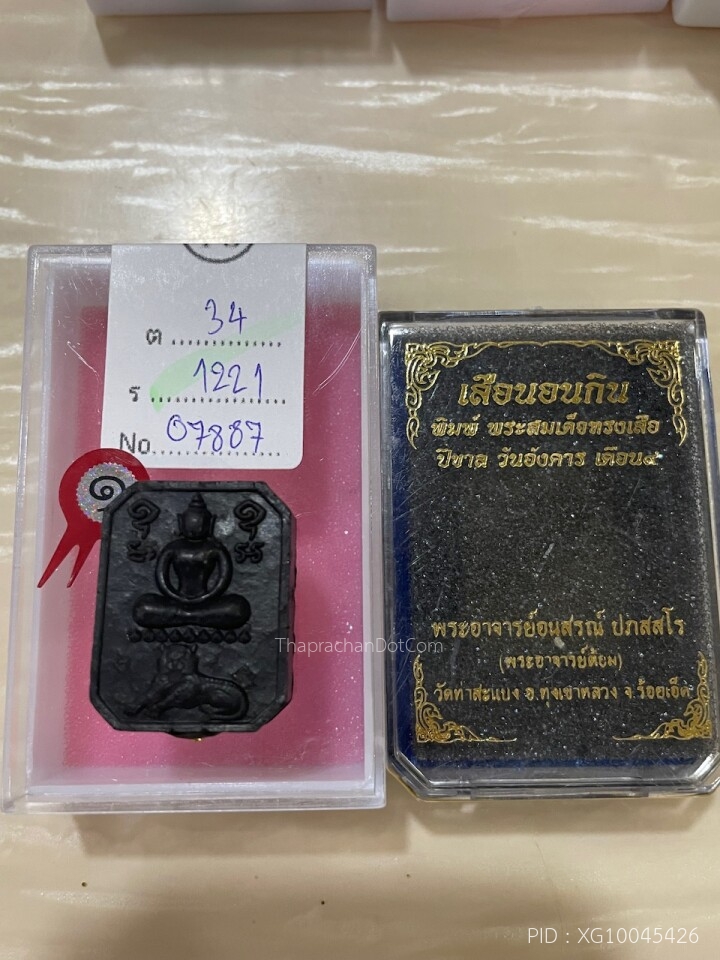 ต 34
ร 1221
No. 07887
๑
เสือนอนกิน
พิมพ์ พระสมเด็จทรงเสือ
ปีขาล วันอังคาร เดือน๔
พระอาจารย์อนุสรณ์ ปภสฺสโร
(พระอาจารย์ต้อม)
วัดท่าสะแบง อ.ทุ่งเขาหลวง จ.ร้อยเอ็ด
ThaprachanDotCom
PID : XG10045426